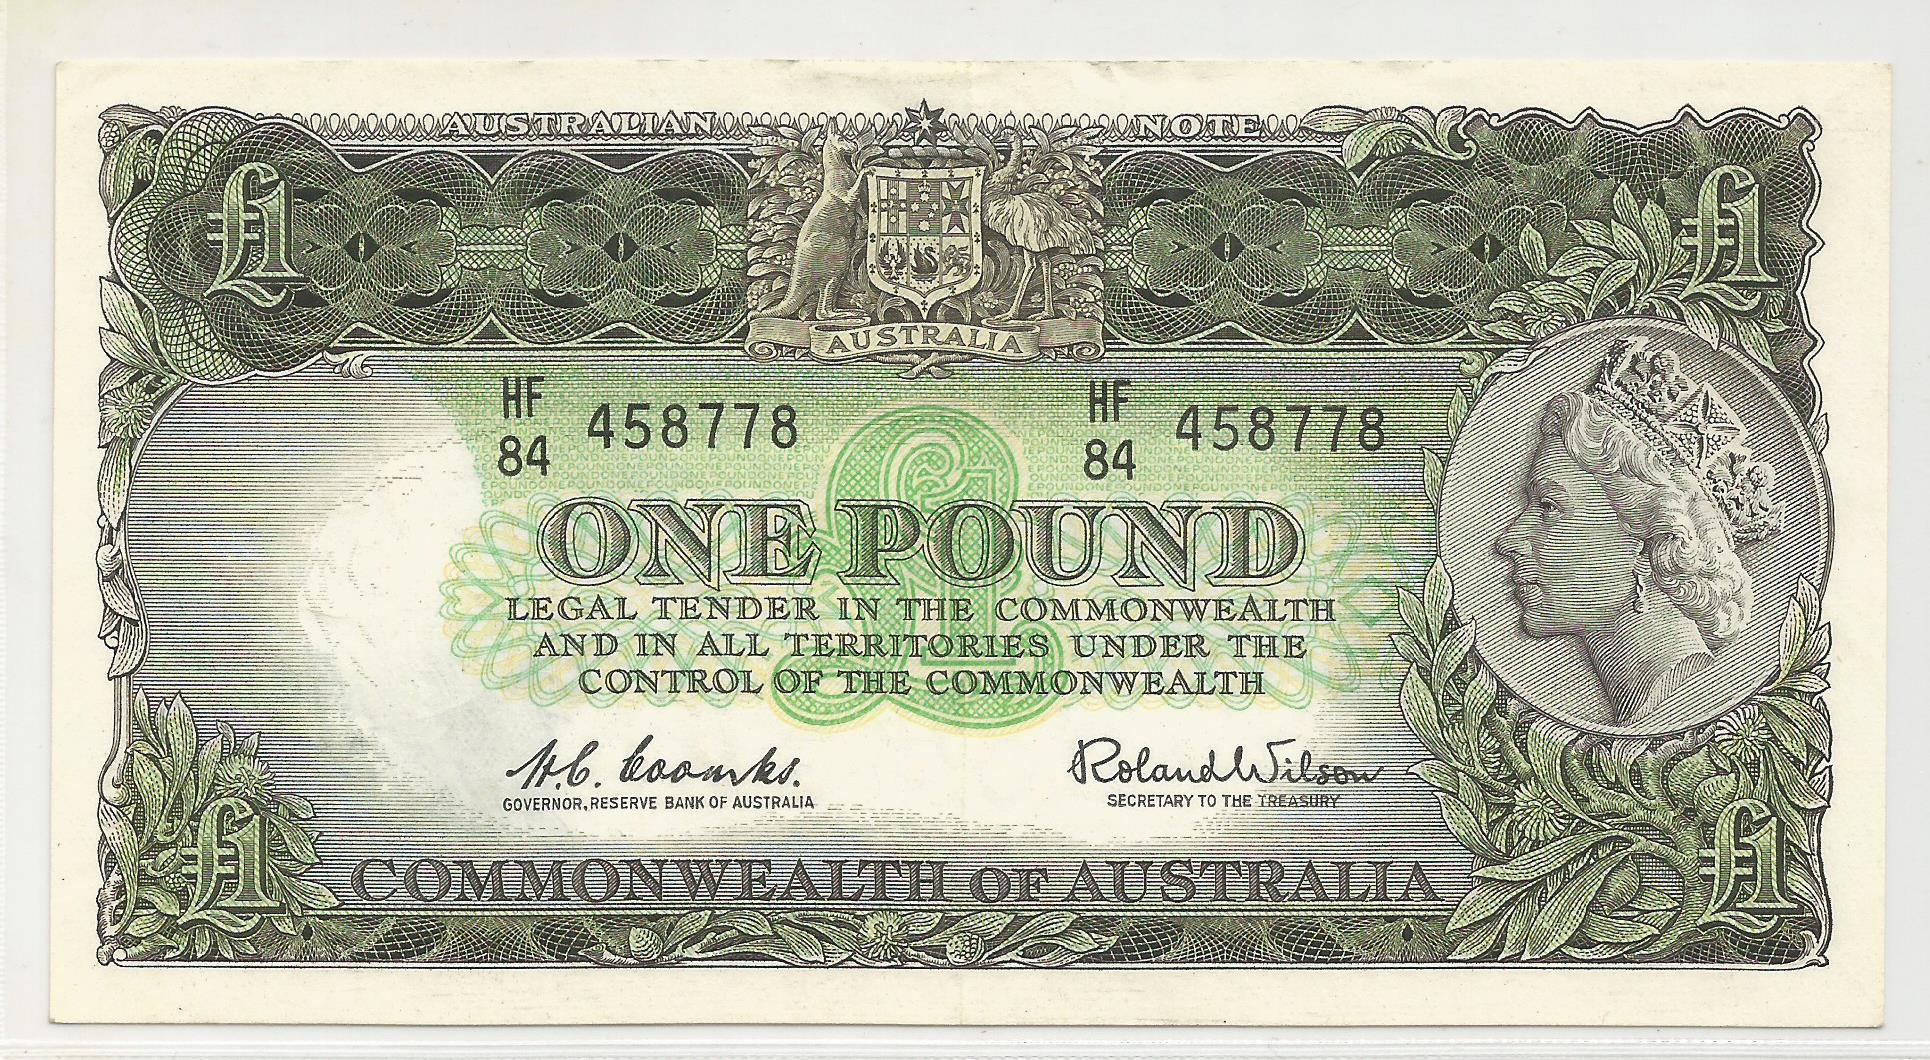 AUSTRALIAN NOTE
£1 £1
AUSTRALIA
HF 84 458778 HF 84 458778
£1
ONE POUND
LEGAL TENDER IN THE COMMONWEALTH
AND IN ALL TERRITORIES UNDER THE
CONTROL OF THE COMMONWEALTH
H.C. Coombs. Roland Wilson
GOVERNOR, RESERVE BANK OF AUSTRALIA SECRETARY TO THE TREASURY
£1 £1
COMMONWEALTH OF AUSTRALIA